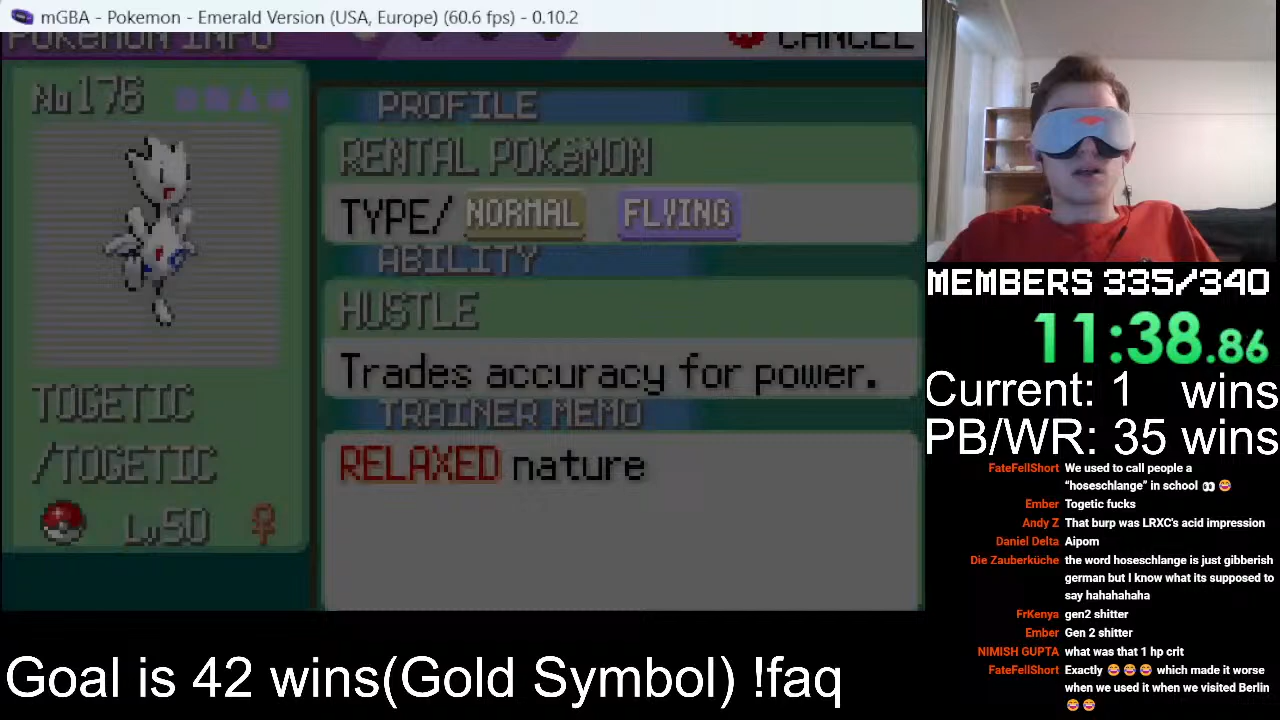 mGBA - Pokemon - Emerald Version (USA, Europe) (60.6 fps) - 0.10.2
POKéMON INFO
CANCEL
No176
PROFILE
RENTAL POKéMON
TYPE/ NORMAL FLYING
ABILITY
HUSTLE
Trades accuracy for power.
TRAINER MEMO
RELAXED nature
TOGETIC
/TOGETIC
Lv50 ♀
MEMBERS 335/340
11:38.86
Current: 1 wins
PB/WR: 35 wins
FateFellShort We used to call people a
“hoseschlange” in school 👀 😂
Ember Togetic fucks
Andy Z That burp was LRXC's acid impression
Daniel Delta Aipom
Die Zauberküche the word hoseschlange is just gibberish
german but I know what its supposed to
say hahahahaha
FrKenya gen2 shitter
Ember Gen 2 shitter
NIMISH GUPTA what was that 1 hp crit
FateFellShort Exactly 😂 😂 😂 which made it worse
when we used it when we visited Berlin
😂 😂
Goal is 42 wins(Gold Symbol) !faq